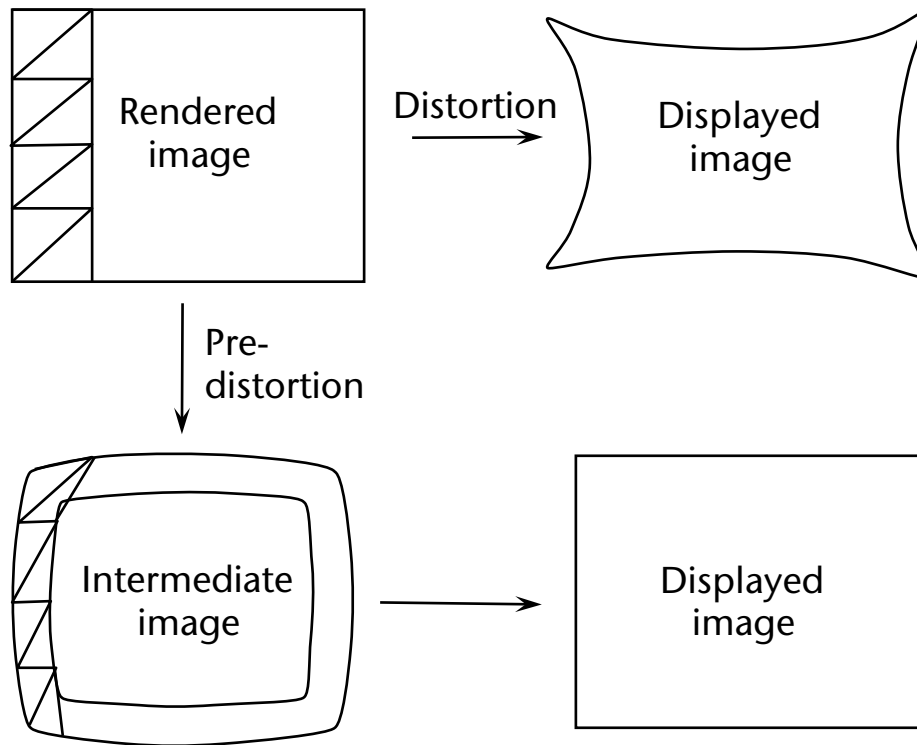 Rendered
image
Distortion
Displayed
image
Pre-
distortion
Intermediate
image
Displayed
image